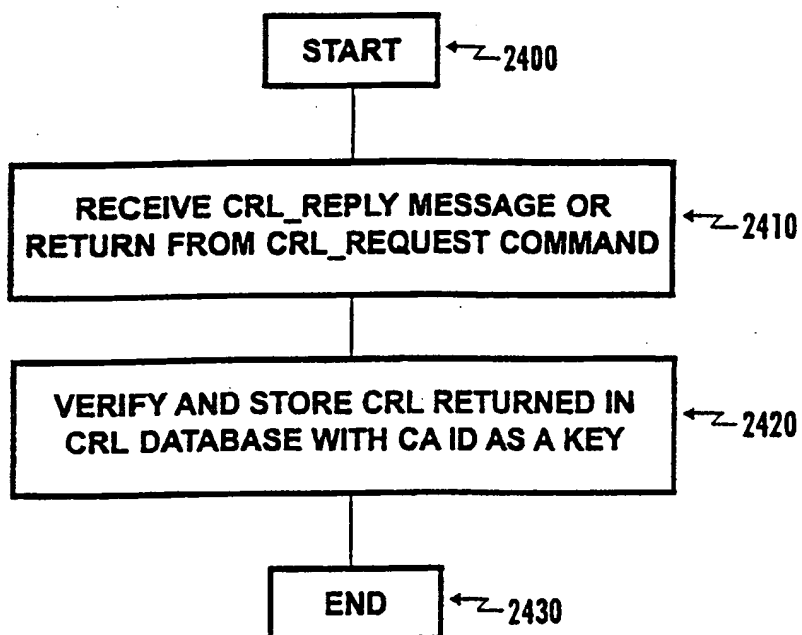 START
2400
RECEIVE CRL_REPLY MESSAGE OR
RETURN FROM CRL_REQUEST COMMAND
2410
VERIFY AND STORE CRL RETURNED IN
CRL DATABASE WITH CA ID AS A KEY
2420
END
2430